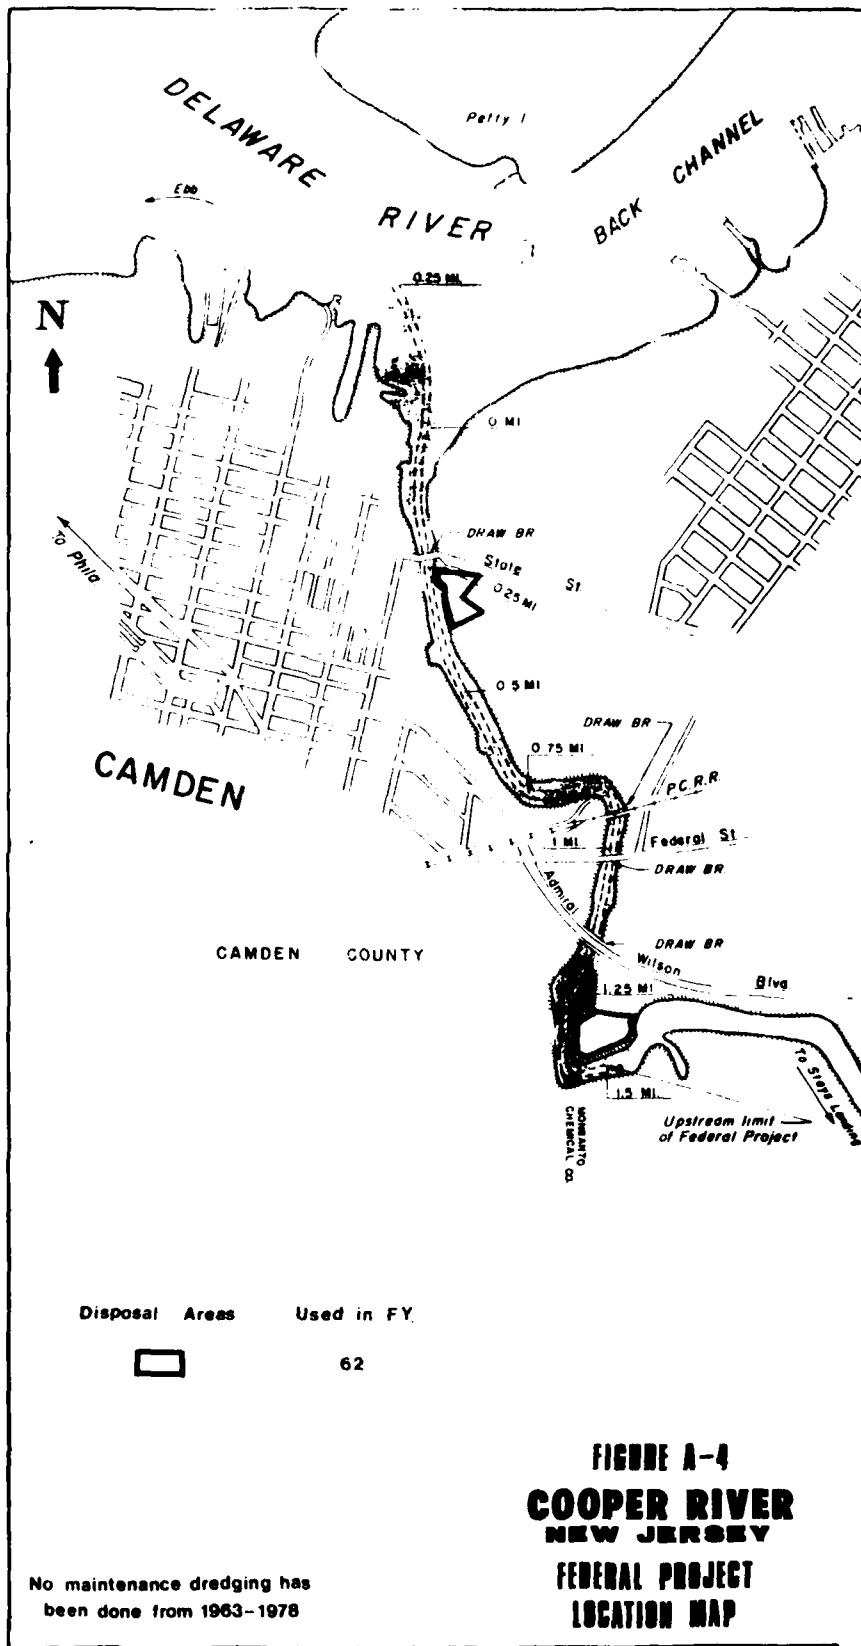 DELAWARE
RIVER
Petty I
BACK CHANNEL
Ebb
0.25 MI.
N
0 MI
DRAW BR
State St.
0.25 MI
TO Phila
0.5 MI
DRAW BR
0.75 MI
CAMDEN
P.C.R.R.
1 MI.
Federal St.
DRAW BR.
Admiral
Wilson
Blvd
DRAW BR
CAMDEN COUNTY
1.25 MI
To Stays Landing
1.5 MI.
MONSANTO
CHEMICAL CO.
Upstream limit
of Federal Project
Disposal Areas Used in FY.
62
FIGURE A-4
COOPER RIVER
NEW JERSEY
FEDERAL PROJECT
LOCATION MAP
No maintenance dredging has
been done from 1963-1978